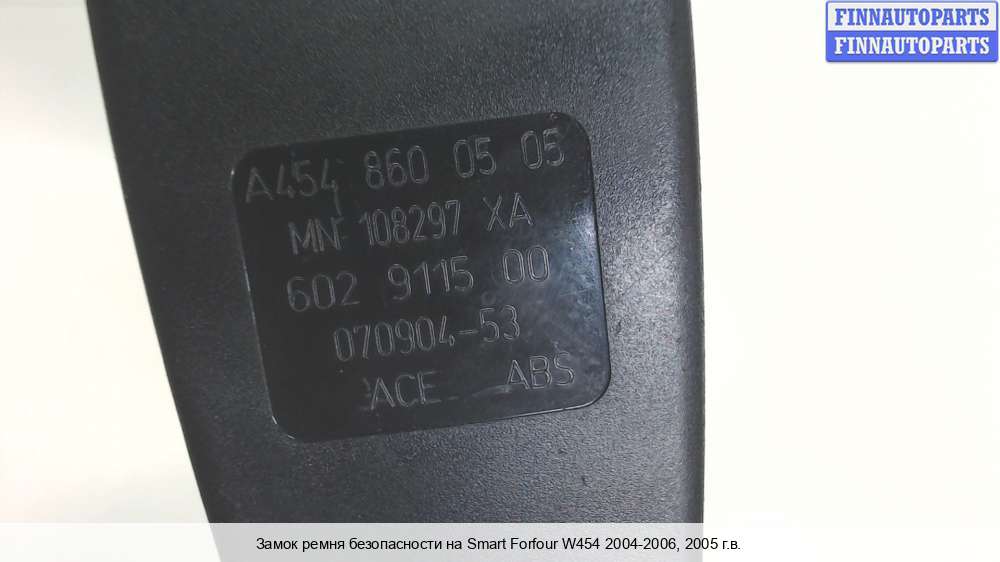 FINNAUTOPARTS
FINNAUTOPARTS
A454 860 05 05
MN 108297 XA
602 9115 00
070904-53
ACE ABS
Замок ремня безопасности на Smart Forfour W454 2004-2006, 2005 г.в.